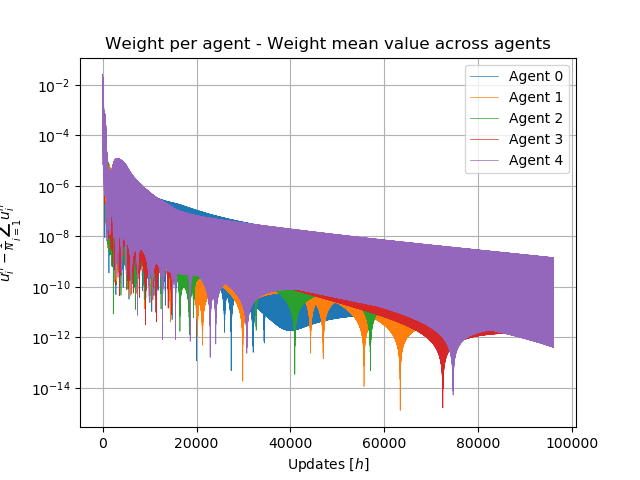 Weight per agent - Weight mean value across agents
Agent 0
Agent 1
Agent 2
Agent 3
Agent 4
10⁻²
10⁻⁴
10⁻⁶
10⁻⁸
10⁻¹⁰
10⁻¹²
10⁻¹⁴
0
20000
40000
60000
80000
100000
Updates [h]